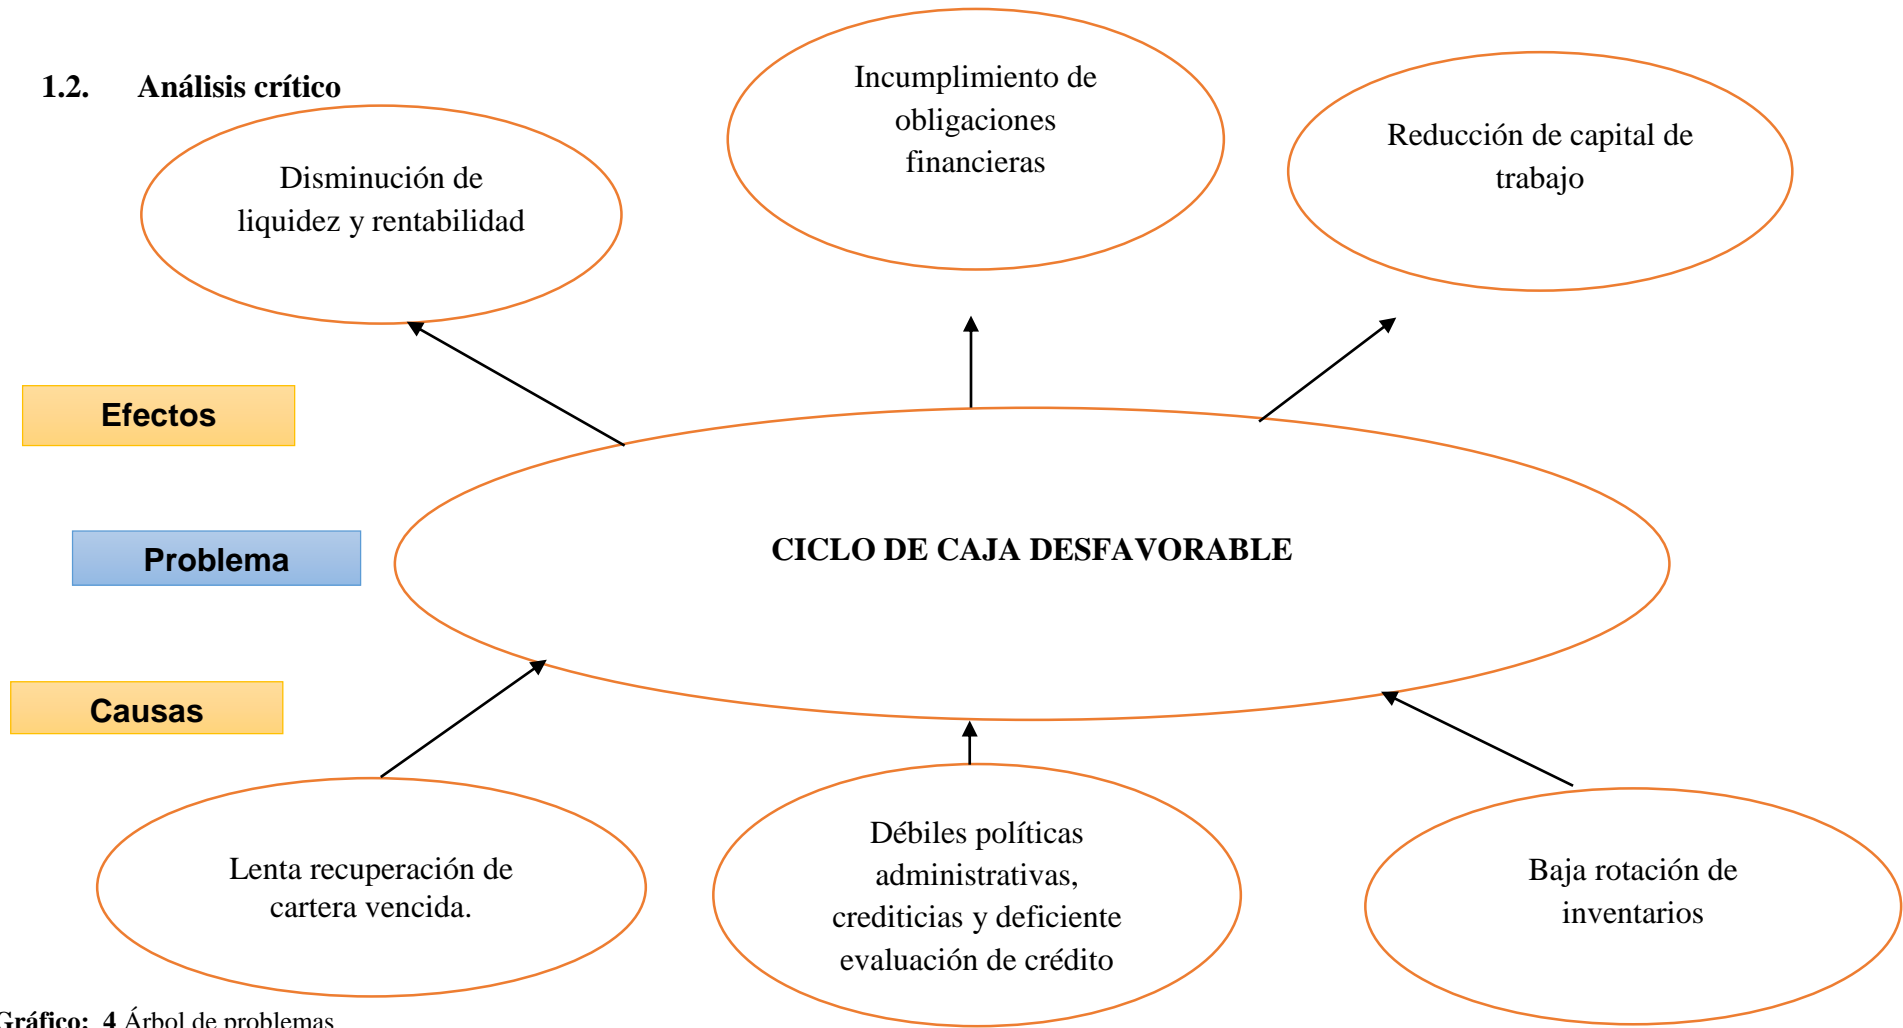 1.2. Análisis crítico
Incumplimiento de
obligaciones
financieras
Reducción de capital de
trabajo
Disminución de
liquidez y rentabilidad
Efectos
Problema
CICLO DE CAJA DESFAVORABLE
Causas
Lenta recuperación de
cartera vencida.
Débiles políticas
administrativas,
crediticias y deficiente
evaluación de crédito
Baja rotación de
inventarios
Gráfico: 4 Árbol de problemas